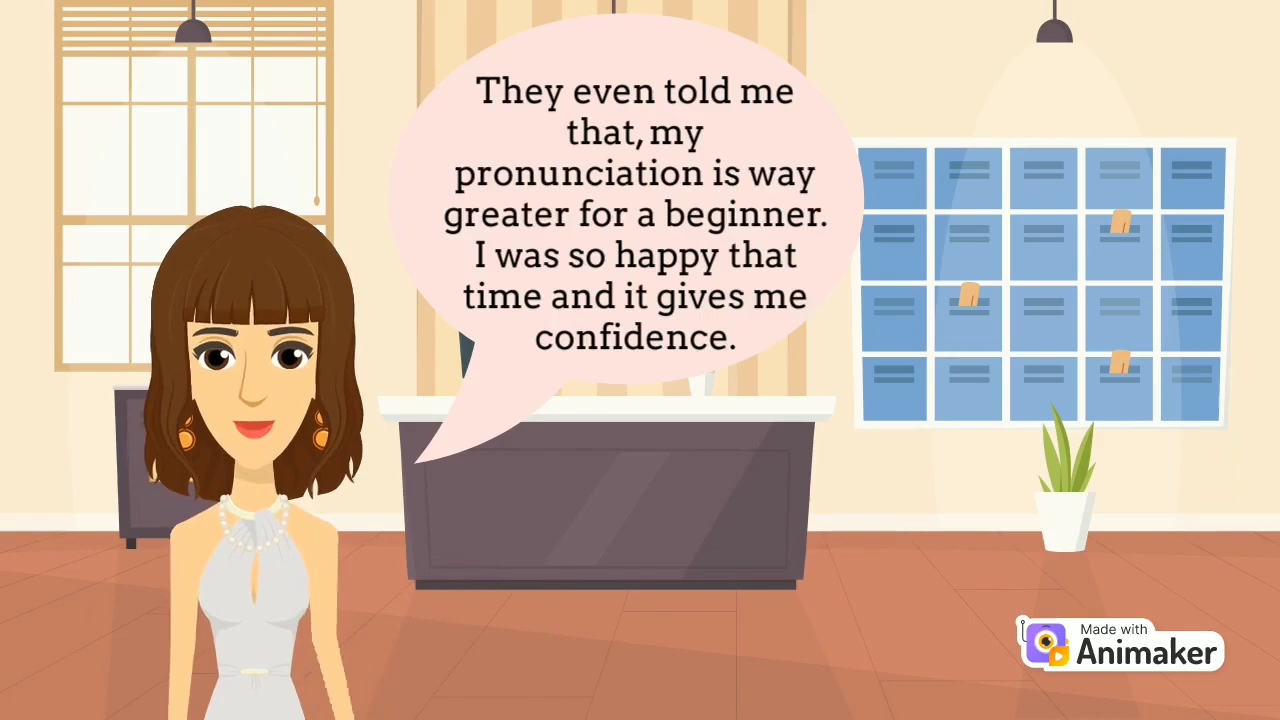 They even told me
that, my
pronunciation is way
greater for a beginner.
I was so happy that
time and it gives me
confidence.
Made with
Animaker